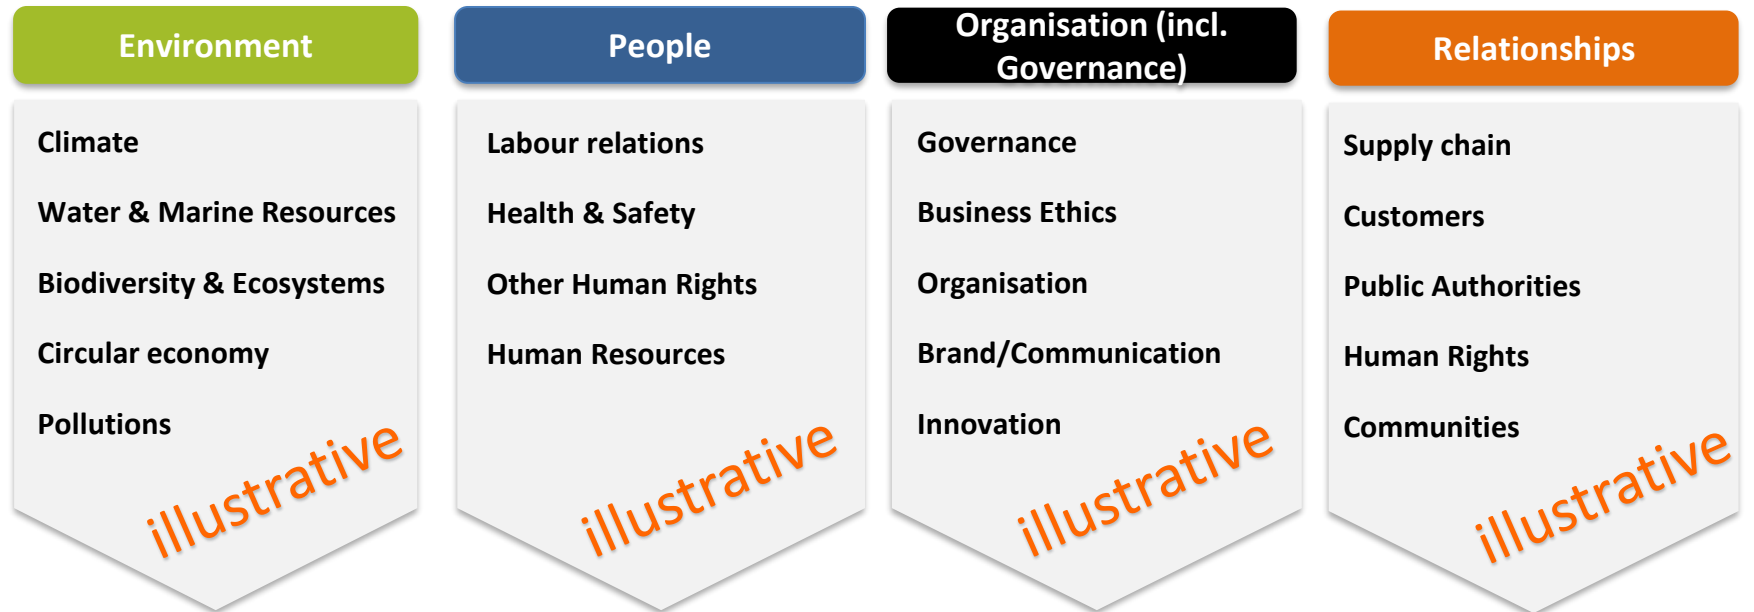 Environment
Climate
Water & Marine Resources
Biodiversity & Ecosystems
Circular economy
Pollutions
illustrative
People
Labour relations
Health & Safety
Other Human Rights
Human Resources
illustrative
Organisation (incl.
Governance)
Governance
Business Ethics
Organisation
Brand/Communication
Innovation
illustrative
Relationships
Supply chain
Customers
Public Authorities
Human Rights
Communities
illustrative